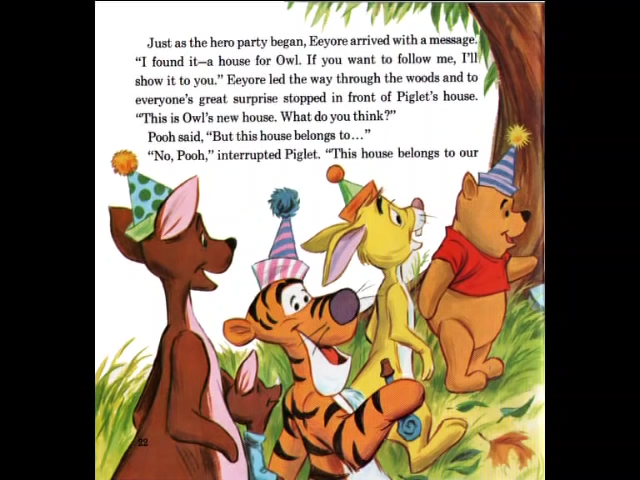 Just as the hero party began, Eeyore arrived with a message.
“I found it—a house for Owl. If you want to follow me, I’ll
show it to you.” Eeyore led the way through the woods and to
everyone’s great surprise stopped in front of Piglet’s house.
“This is Owl’s new house. What do you think?”
Pooh said, “But this house belongs to...”
“No, Pooh,” interrupted Piglet. “This house belongs to our
22